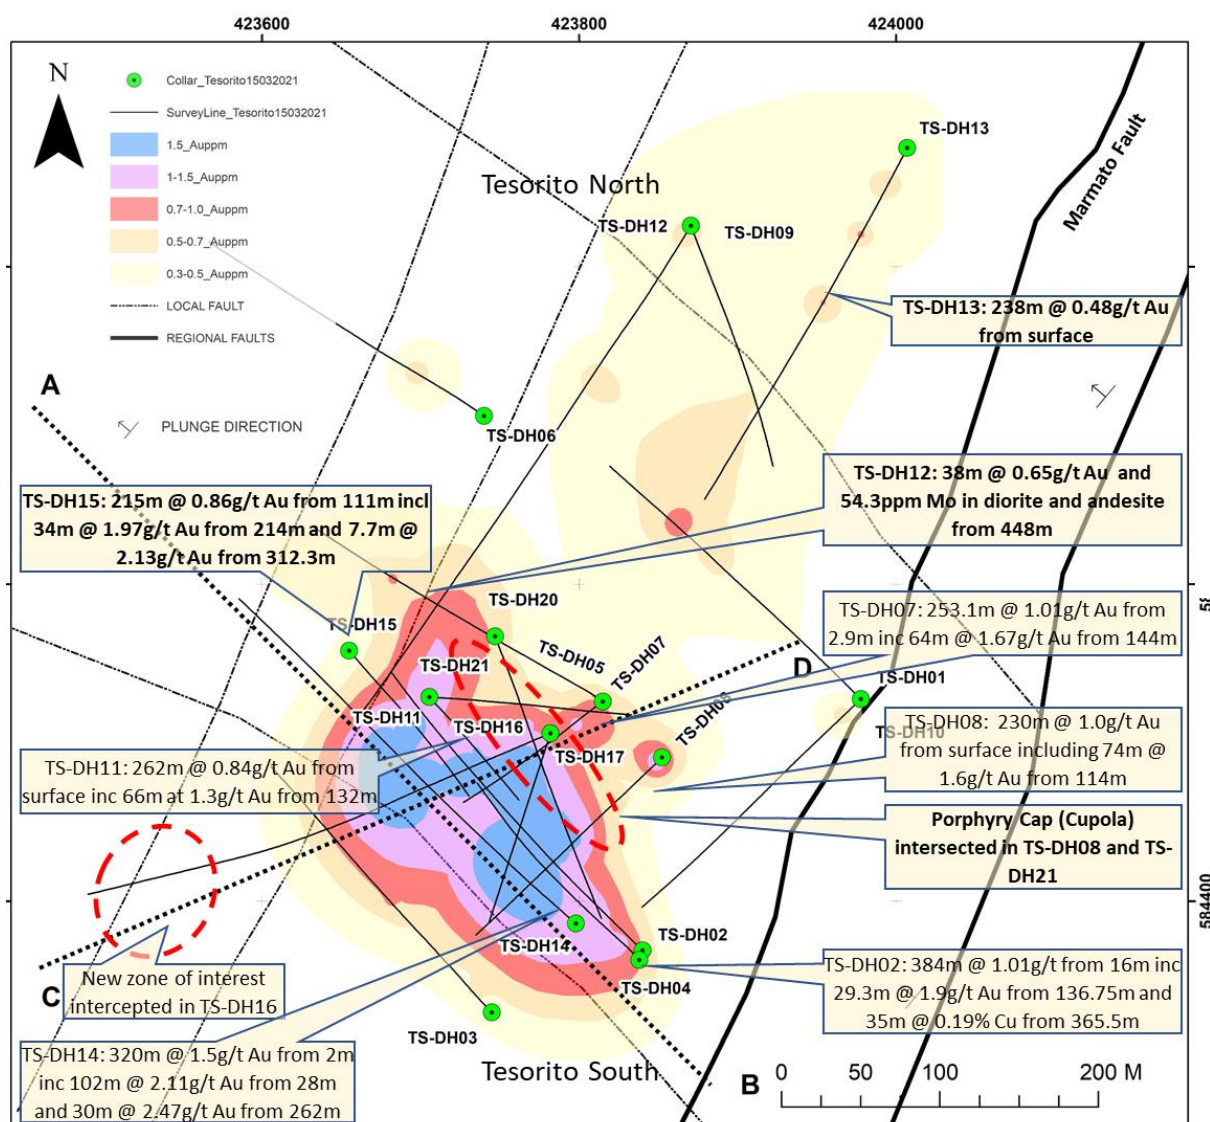 423600
423800
424000
N
Collar_Tesorito15032021
SurveyLine_Tesorito15032021
1.5_Auppm
1-1.5_Auppm
0.7-1.0_Auppm
0.5-0.7_Auppm
0.3-0.5_Auppm
LOCAL FAULT
REGIONAL FAULTS
PLUNGE DIRECTION
A
TS-DH13
Tesorito North
Marmato Fault
TS-DH12
TS-DH09
TS-DH13: 238m @ 0.48g/t Au
from surface
TS-DH06
TS-DH12: 38m @ 0.65g/t Au and
54.3ppm Mo in diorite and andesite
from 448m
TS-DH15: 215m @ 0.86g/t Au from 111m incl
34m @ 1.97g/t Au from 214m and 7.7m @
2.13g/t Au from 312.3m
TS-DH20
TS-DH15
TS-DH07: 253.1m @ 1.01g/t Au from
2.9m inc 64m @ 1.67g/t Au from 144m
TS-DH21
TS-DH05
TS-DH07
D
TS-DH01
TS-DH11
TS-DH16
TS-DH08
TS-DH10
TS-DH17
TS-DH08: 230m @ 1.0g/t Au
from surface including 74m @
1.6g/t Au from 114m
TS-DH11: 262m @ 0.84g/t Au from
surface inc 66m at 1.3g/t Au from 132m
Porphyry Cap (Cupola)
intersected in TS-DH08 and TS-
DH21
584400
TS-DH14
TS-DH02
TS-DH04
TS-DH02: 384m @ 1.01g/t from 16m inc
29.3m @ 1.9g/t Au from 136.75m and
35m @ 0.19% Cu from 365.5m
C
New zone of interest
intercepted in TS-DH16
TS-DH03
TS-DH14: 320m @ 1.5g/t Au from 2m
inc 102m @ 2.11g/t Au from 28m
and 30m @ 2.47g/t Au from 262m
Tesorito South
B
0 50 100 200 M